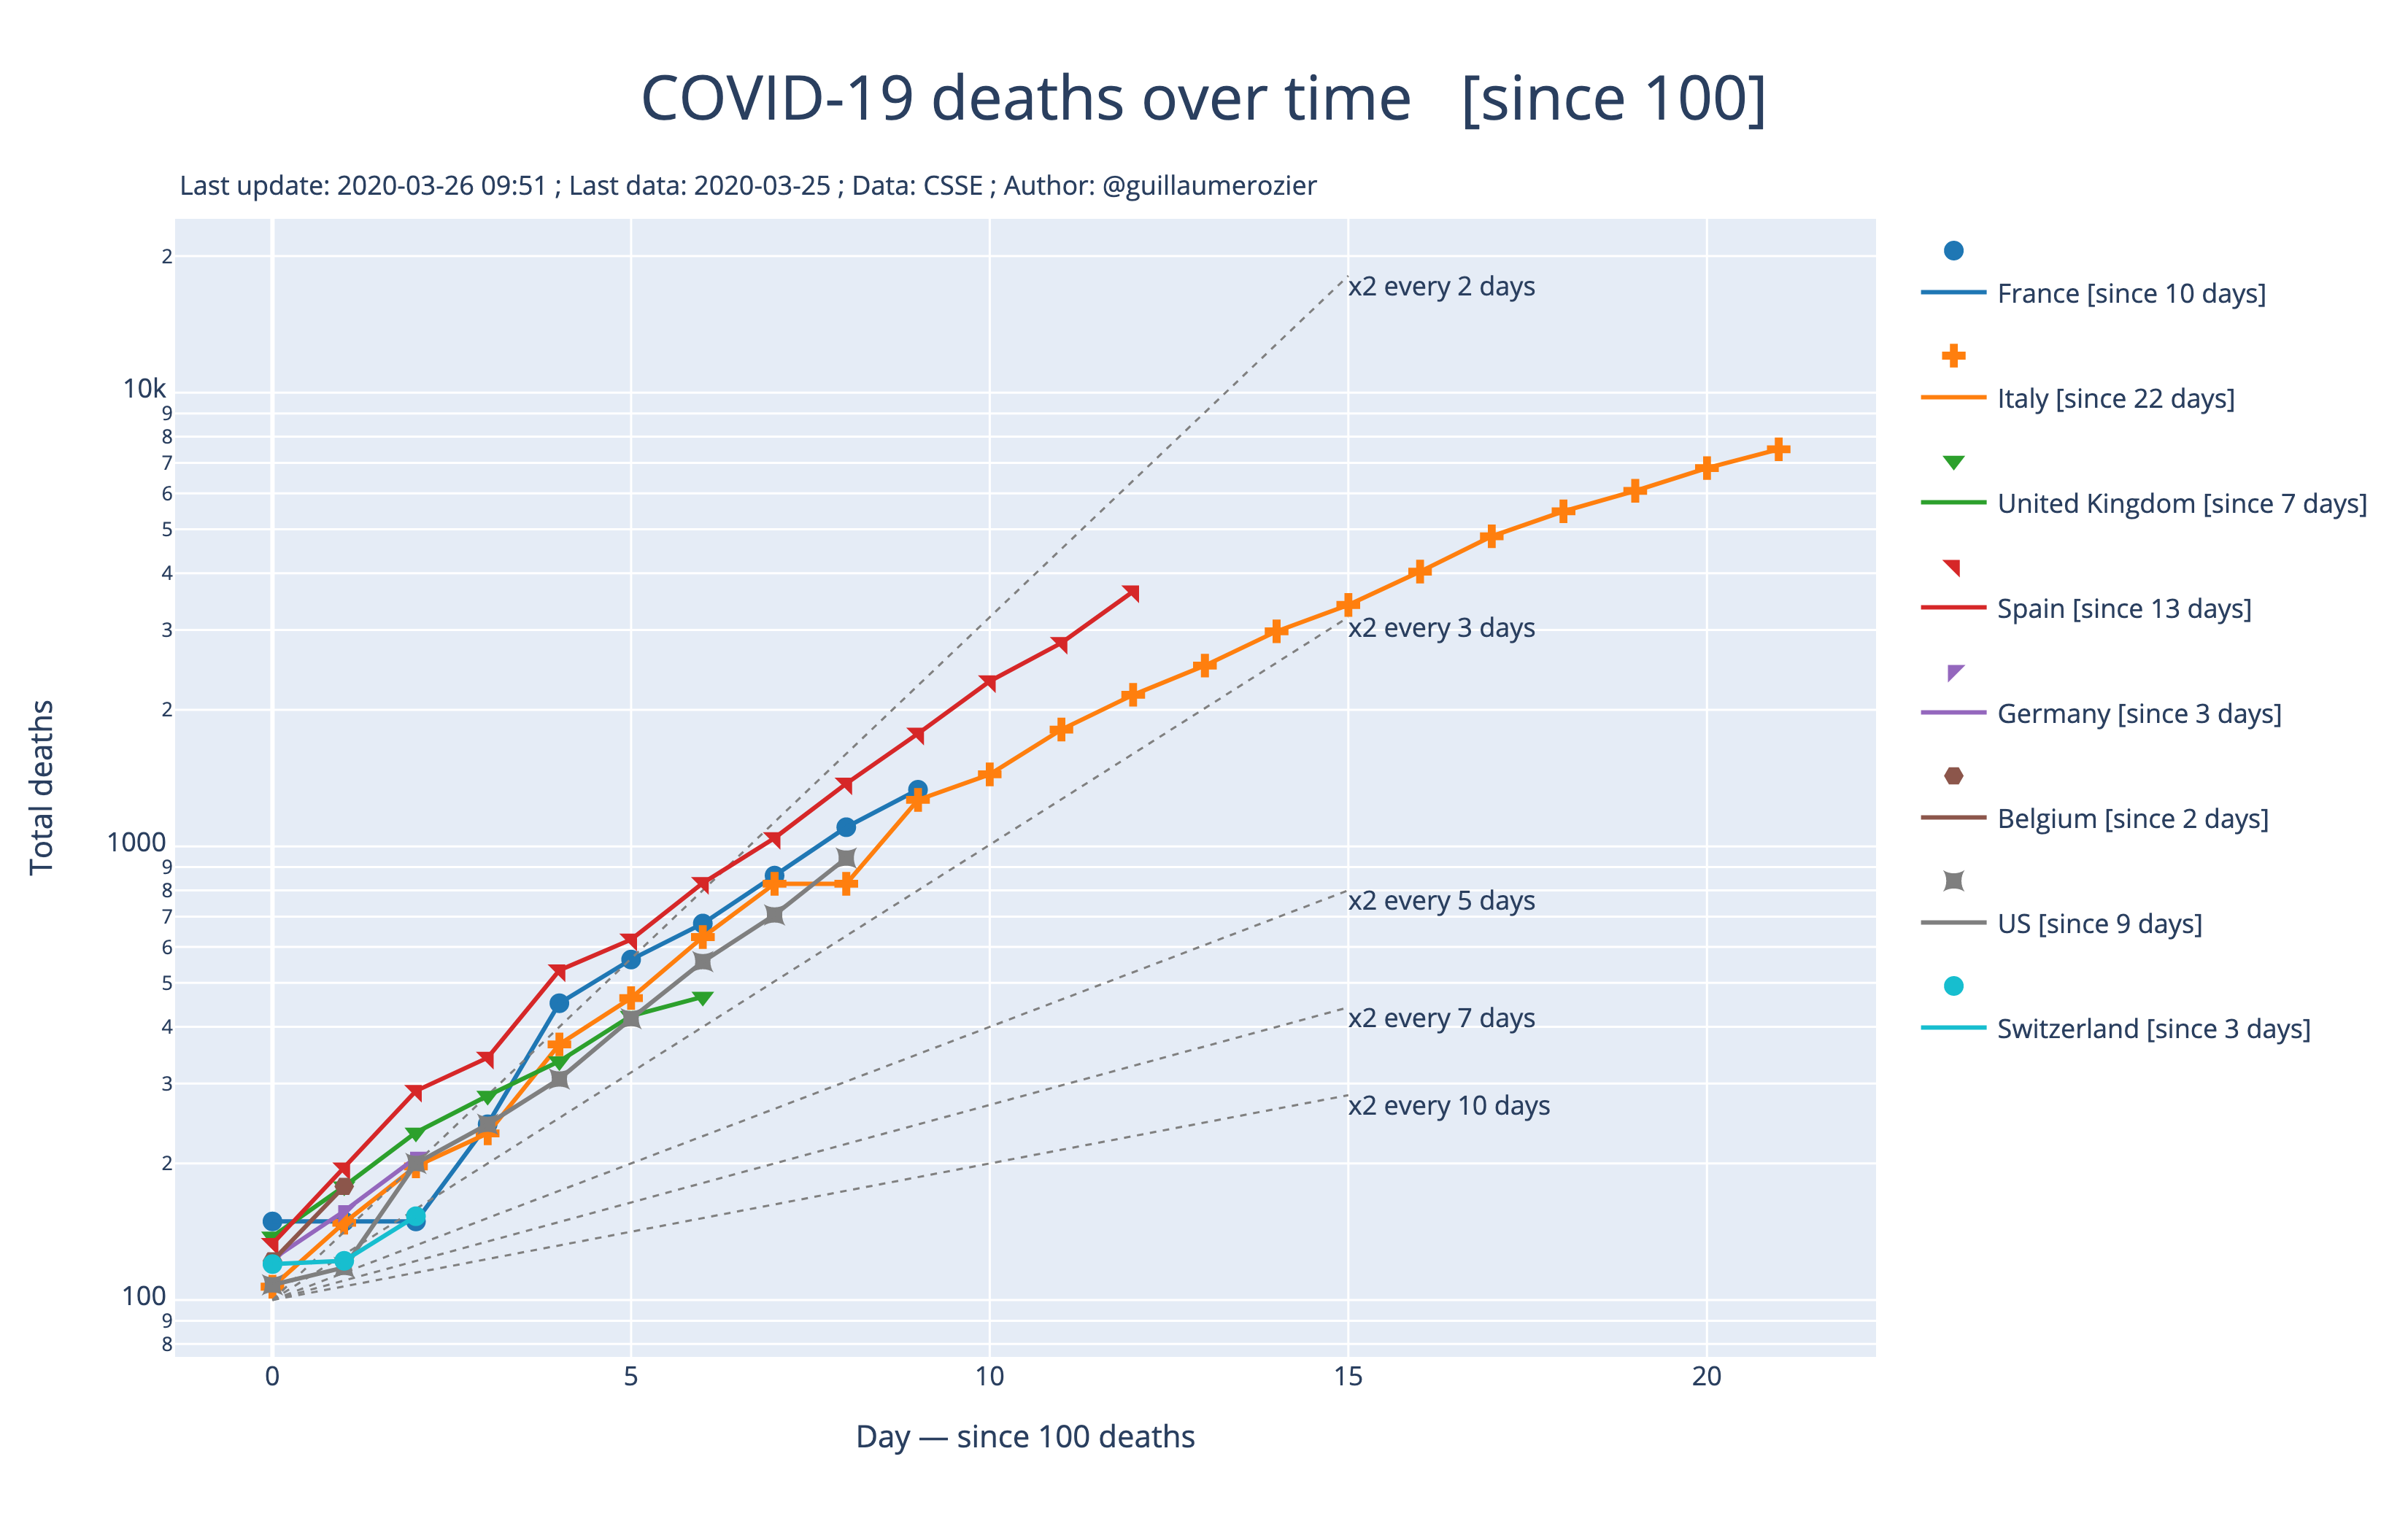 COVID-19 deaths over time [since 100]
Last update: 2020-03-26 09:51 ; Last data: 2020-03-25 ; Data: CSSE ; Author: @guillaumerozier
2
10k
9
8
7
6
5
4
3
2
1000
9
8
7
6
5
4
3
2
100
9
8
Total deaths
x2 every 2 days
x2 every 3 days
x2 every 5 days
x2 every 7 days
x2 every 10 days
0 5 10 15 20
Day — since 100 deaths
France [since 10 days]
Italy [since 22 days]
United Kingdom [since 7 days]
Spain [since 13 days]
Germany [since 3 days]
Belgium [since 2 days]
US [since 9 days]
Switzerland [since 3 days]